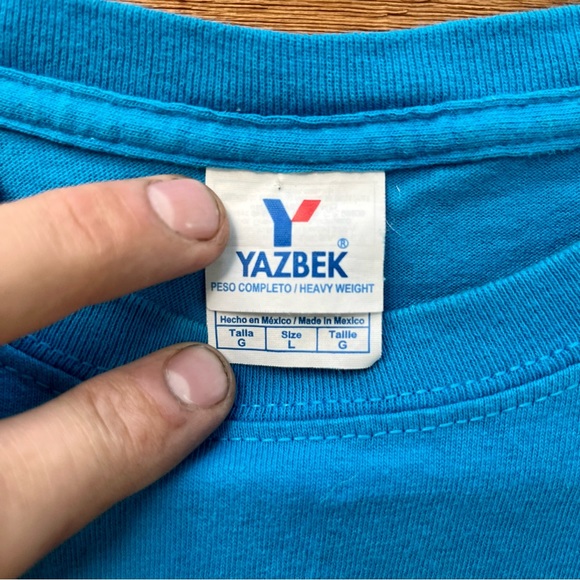 Y
YAZBEK®
PESO COMPLETO / HEAVY WEIGHT
Hecho en México / Made in Mexico
Talla Size Taille
G L G